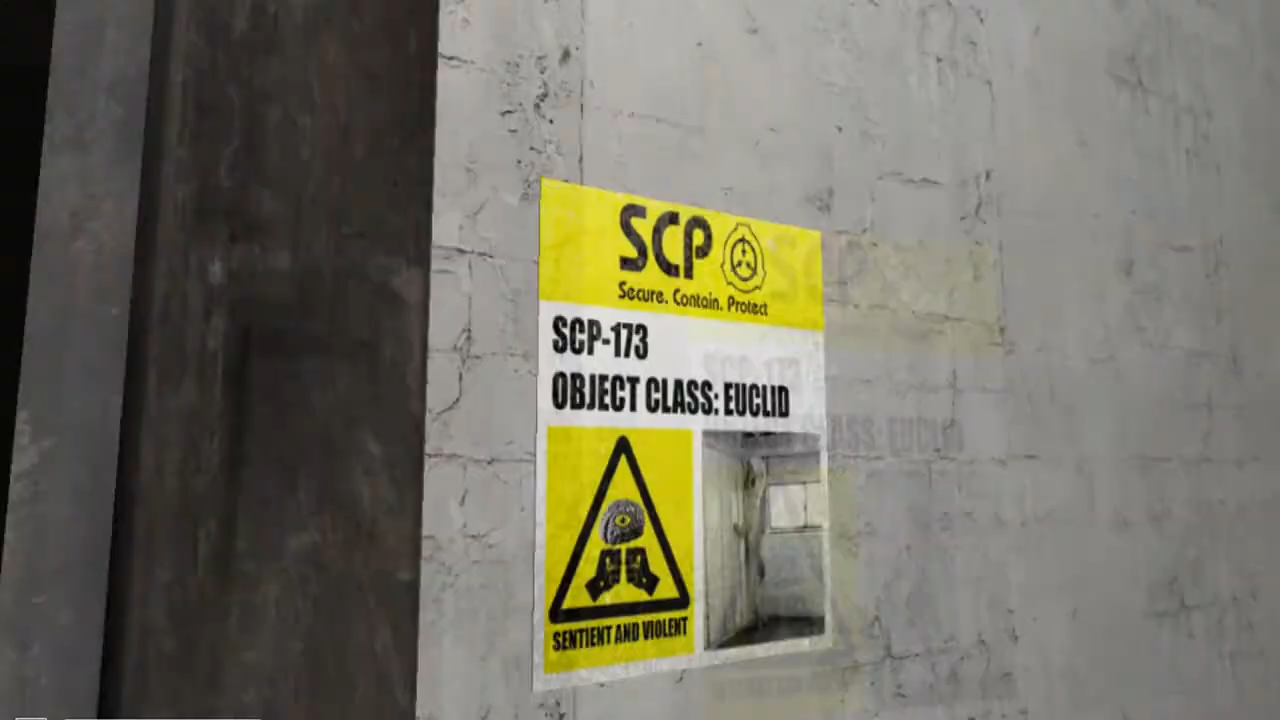 SCP
Secure. Contain. Protect
SCP-173
OBJECT CLASS: EUCLID
SENTIENT AND VIOLENT